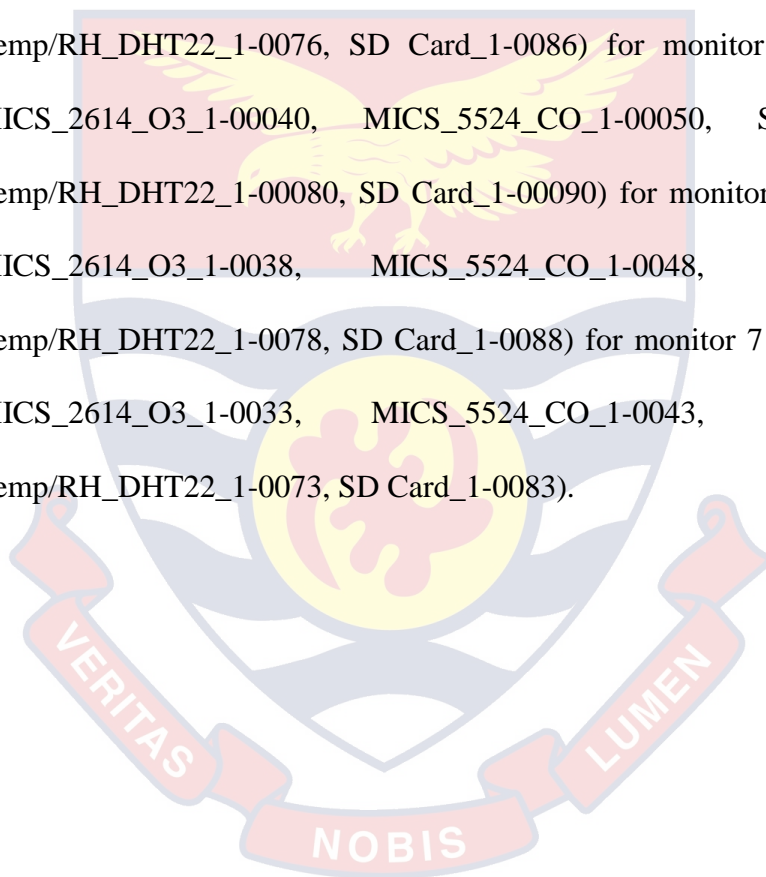 emp/RH_DHT22_1-0076, SD Card_1-0086) for monitor
ICS_2614_O3_1-00040, MICS_5524_CO_1-00050, S
emp/RH_DHT22_1-00080, SD Card_1-00090) for monitor
ICS_2614_O3_1-0038, MICS_5524_CO_1-0048,
emp/RH_DHT22_1-0078, SD Card_1-0088) for monitor 7
ICS_2614_O3_1-0033, MICS_5524_CO_1-0043,
emp/RH_DHT22_1-0073, SD Card_1-0083).
VERITAS
NOBIS
LUMEN